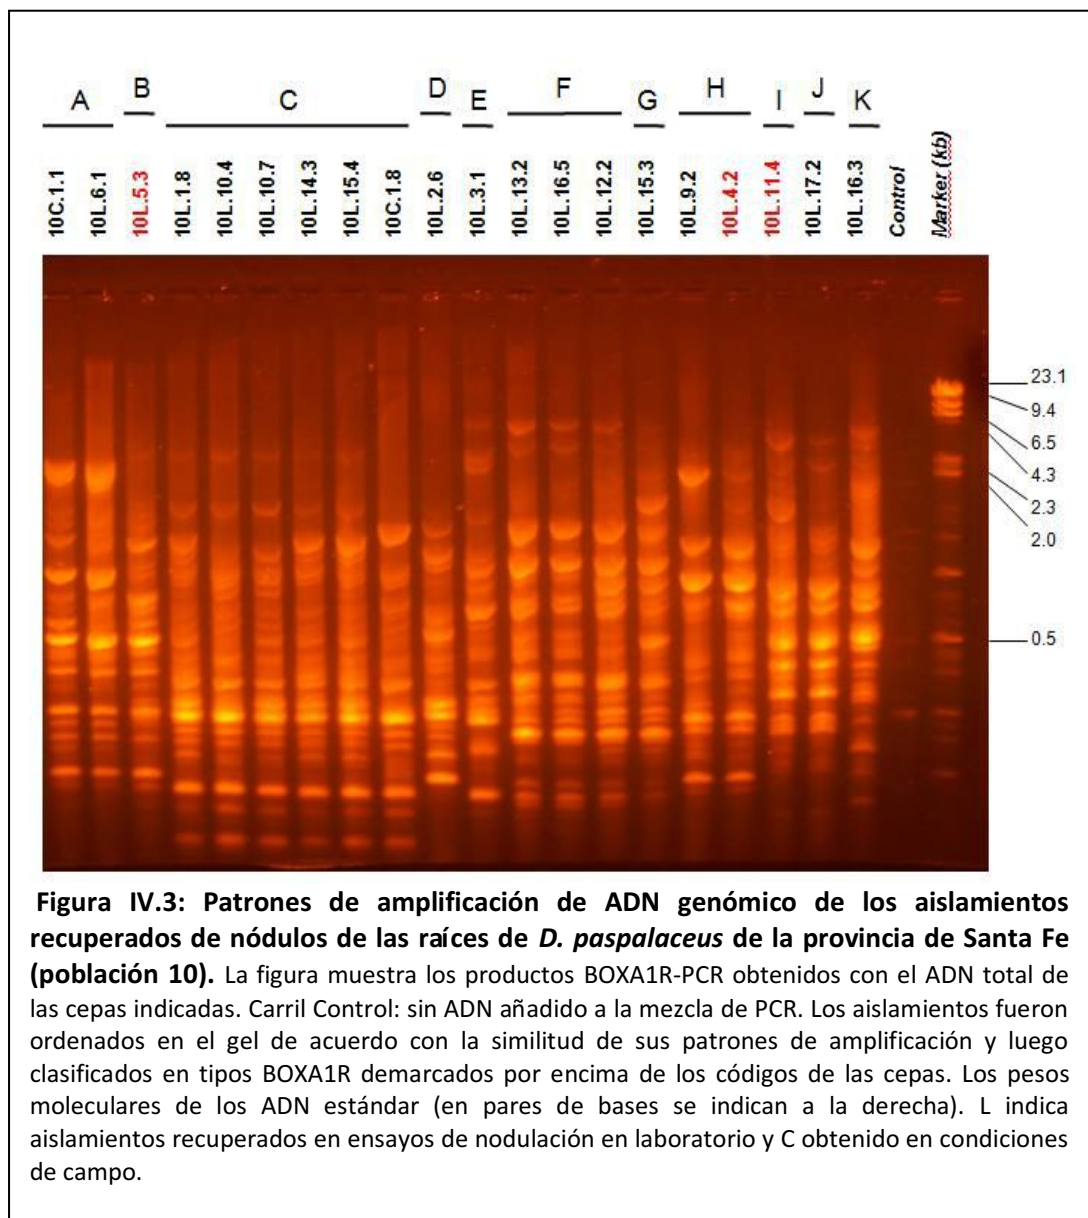 A B C D E F G H I J K
10C.1.1 10L.6.1 10L.5.3 10L.1.8 10L.10.4 10L.10.7 10L.14.3 10L.15.4 10C.1.8 10L.2.6 10L.3.1 10L.13.2 10L.16.5 10L.12.2 10L.15.3 10L.9.2 10L.4.2 10L.11.4 10L.17.2 10L.16.3 Control Marker (kb)
23.1
9.4
6.5
4.3
2.3
2.0
0.5
Figura IV.3: Patrones de amplificación de ADN genómico de los aislamientos
recuperados de nódulos de las raíces de D. paspalaceus de la provincia de Santa Fe
(población 10). La figura muestra los productos BOXA1R-PCR obtenidos con el ADN total de
las cepas indicadas. Carril Control: sin ADN añadido a la mezcla de PCR. Los aislamientos fueron
ordenados en el gel de acuerdo con la similitud de sus patrones de amplificación y luego
clasificados en tipos BOXA1R demarcados por encima de los códigos de las cepas. Los pesos
moleculares de los ADN estándar (en pares de bases se indican a la derecha). L indica
aislamientos recuperados en ensayos de nodulación en laboratorio y C obtenido en condiciones
de campo.